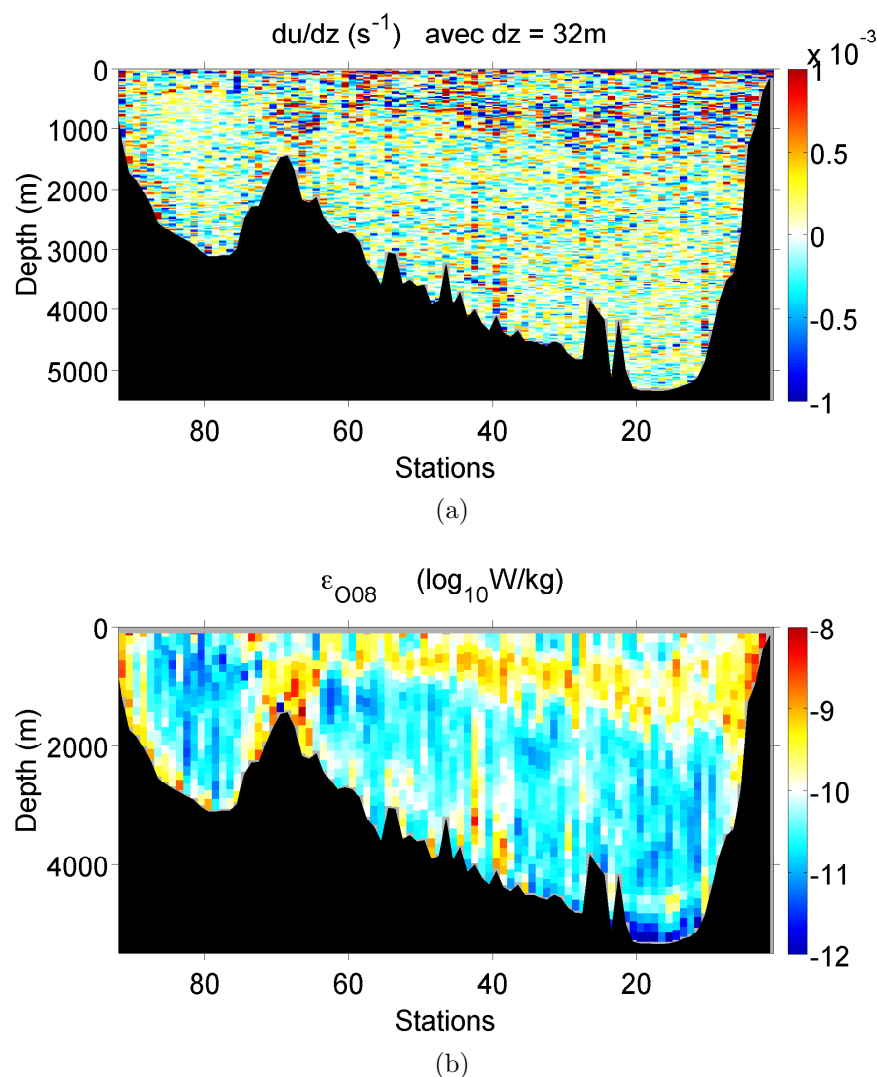 du/dz (s⁻¹) avec dz = 32m
x 10⁻³
Depth (m)
0
1000
2000
3000
4000
5000
1
0.5
0
-0.5
-1
80 60 40 20
Stations
(a)
ε_O08 (log₁₀W/kg)
Depth (m)
0
2000
4000
-8
-9
-10
-11
-12
80 60 40 20
Stations
(b)